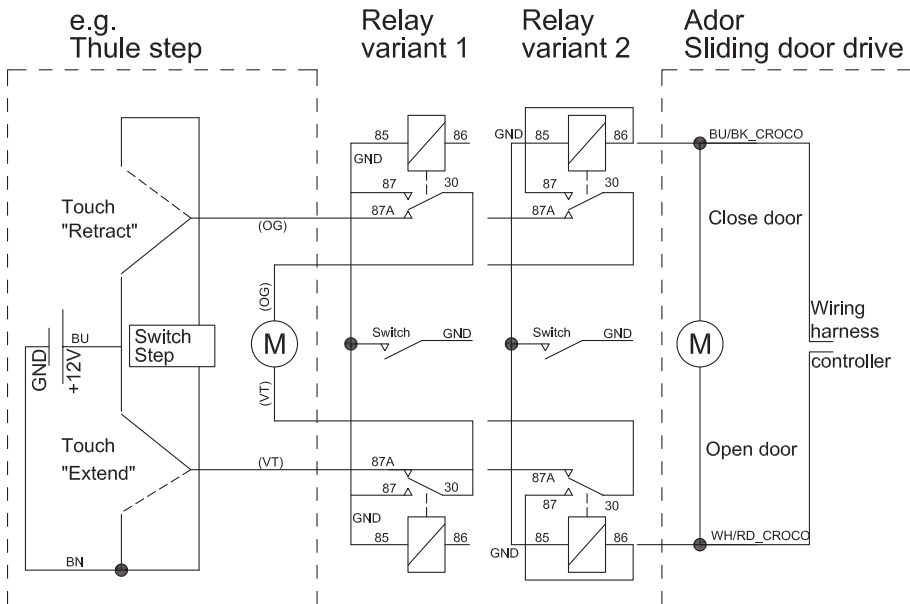 e.g.
Thule step
Relay
variant 1
Relay
variant 2
Ador
Sliding door drive
85
86
GND
87
30
87A
GND
85
86
87
30
87A
BU/BK_CROCO
Touch
"Retract"
(OG)
Close door
(OG)
GND
+12V
BU
Switch
Step
M
Switch
GND
Switch
GND
M
Wiring
harness
controller
(VT)
Touch
"Extend"
(VT)
87A
87
30
GND
85
86
87A
87
30
GND
85
86
Open door
WH/RD_CROCO
BN